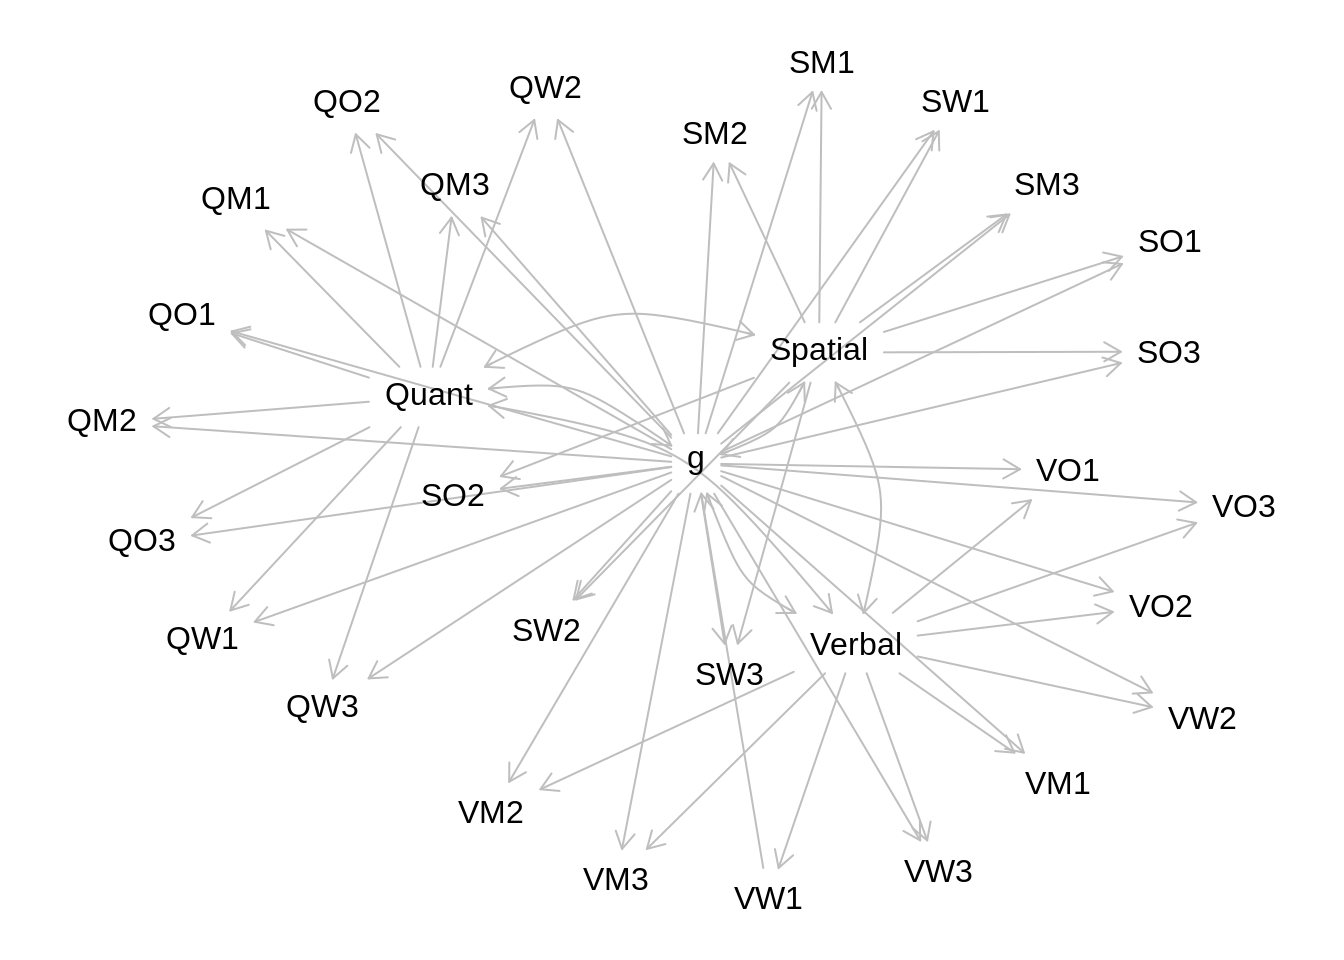 SM1
QW2
QO2
SW1
SM2
QM3
SM3
QM1
SO1
QO1
Spatial
SO3
Quant
QM2
g
VO1
SO2
VO3
QO3
VO2
SW2
QW1
Verbal
SW3
QW3
VW2
VM1
VM2
VW3
VM3
VW1